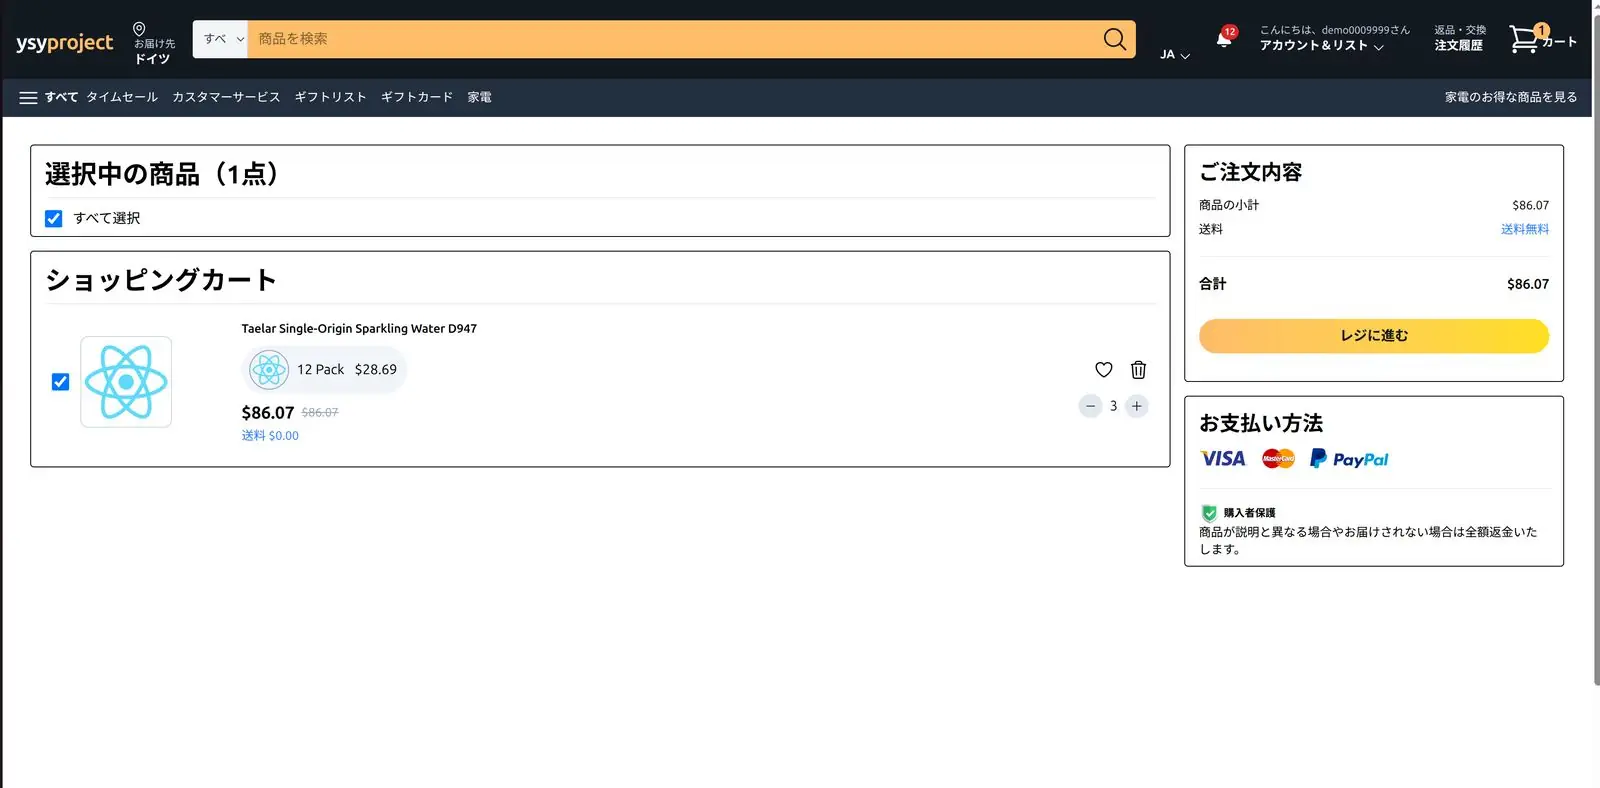 ysyproject
お届け先
ドイツ
すべ
商品を検索
JA
12
こんにちは、demo0009999さん
アカウント＆リスト
返品・交換
注文履歴
1
カート
すべて タイムセール カスタマーサービス ギフトリスト ギフトカード 家電
家電のお得な商品を見る
選択中の商品（1点）
すべて選択
ショッピングカート
Taelar Single-Origin Sparkling Water D947
12 Pack $28.69
$86.07 $86.07
送料 $0.00
− 3 +
ご注文内容
商品の小計 $86.07
送料 送料無料
合計 $86.07
レジに進む
お支払い方法
VISA MasterCard PayPal
購入者保護
商品が説明と異なる場合やお届けされない場合は全額返金いた
します。